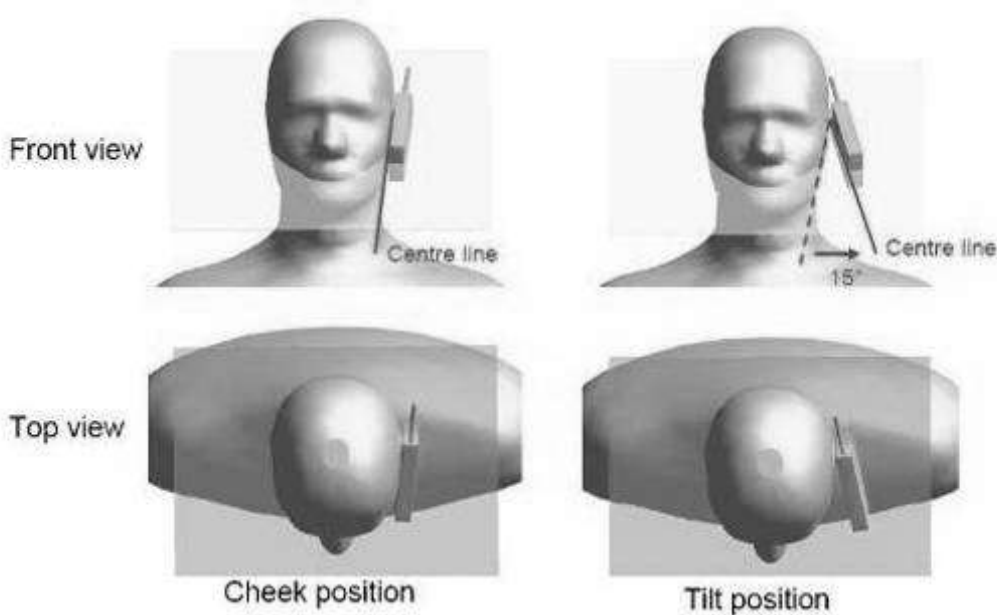 Front view
Centre line
Centre line
15°
Top view
Cheek position
Tilt position